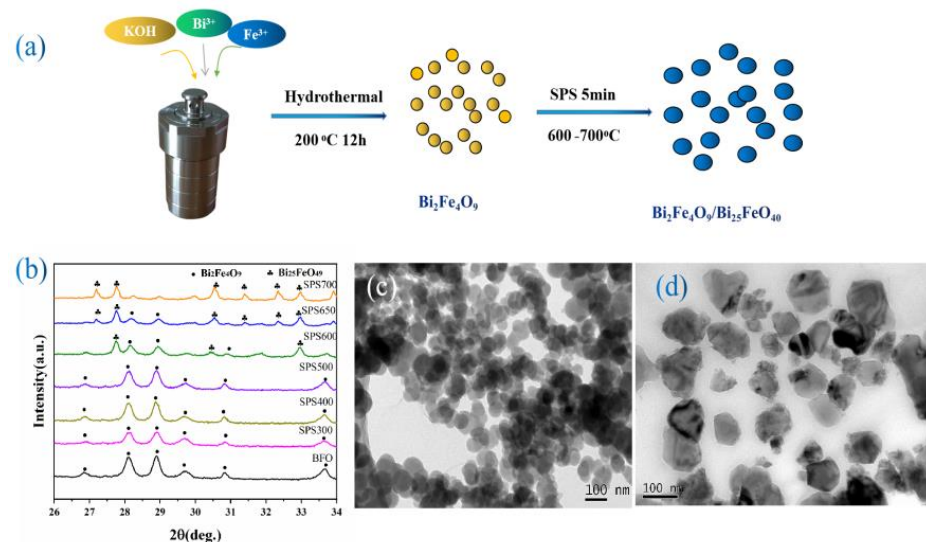 (a)
KOH
Bi³⁺
Fe³⁺
Hydrothermal
200 ºC 12h
SPS 5min
600 -700ºC
Bi₂Fe₄O₉
Bi₂Fe₄O₉/Bi₂₅FeO₄₀
(b)
• Bi₂Fe₄O₉ ♣ Bi₂₅FeO₄₉
SPS700
SPS650
SPS600
SPS500
SPS400
SPS300
BFO
Intensity(a.u.)
26 27 28 29 30 31 32 33 34
2θ(deg.)
(c)
100 nm
(d)
100 nm